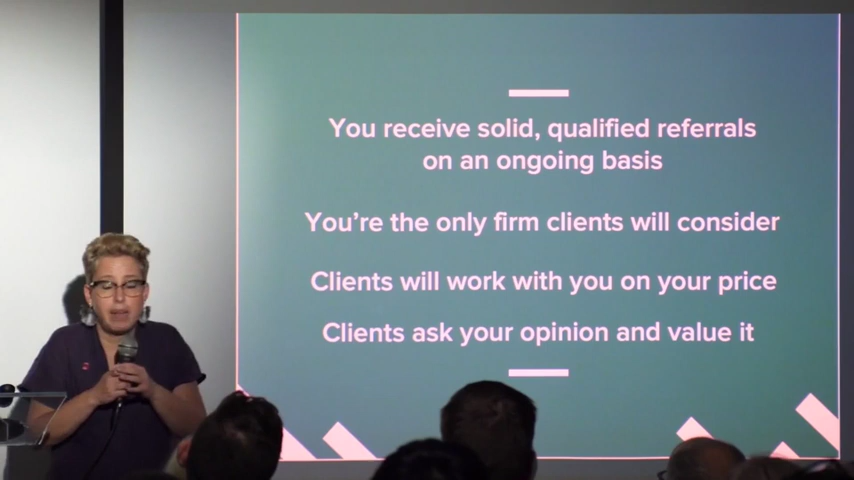 You receive solid, qualified referrals
on an ongoing basis
You're the only firm clients will consider
Clients will work with you on your price
Clients ask your opinion and value it